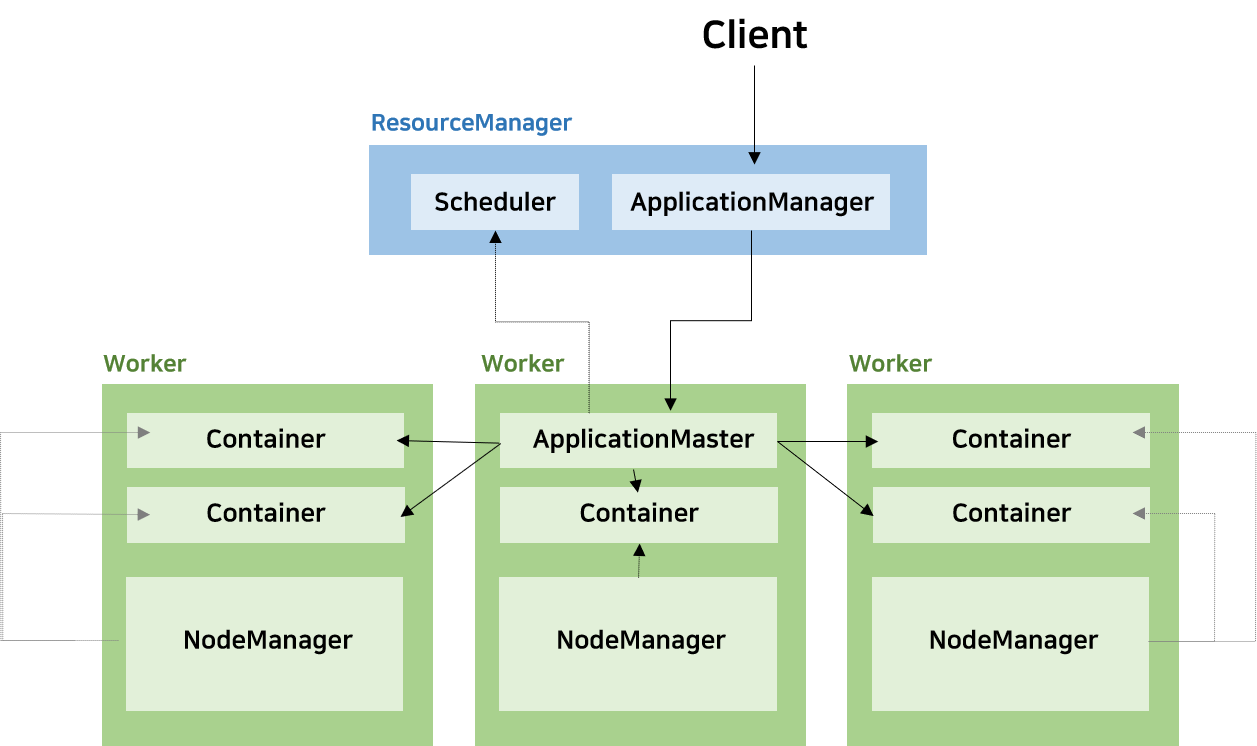 Client
ResourceManager
Scheduler
ApplicationManager
Worker
Worker
Worker
Container
ApplicationMaster
Container
Container
Container
Container
NodeManager
NodeManager
NodeManager